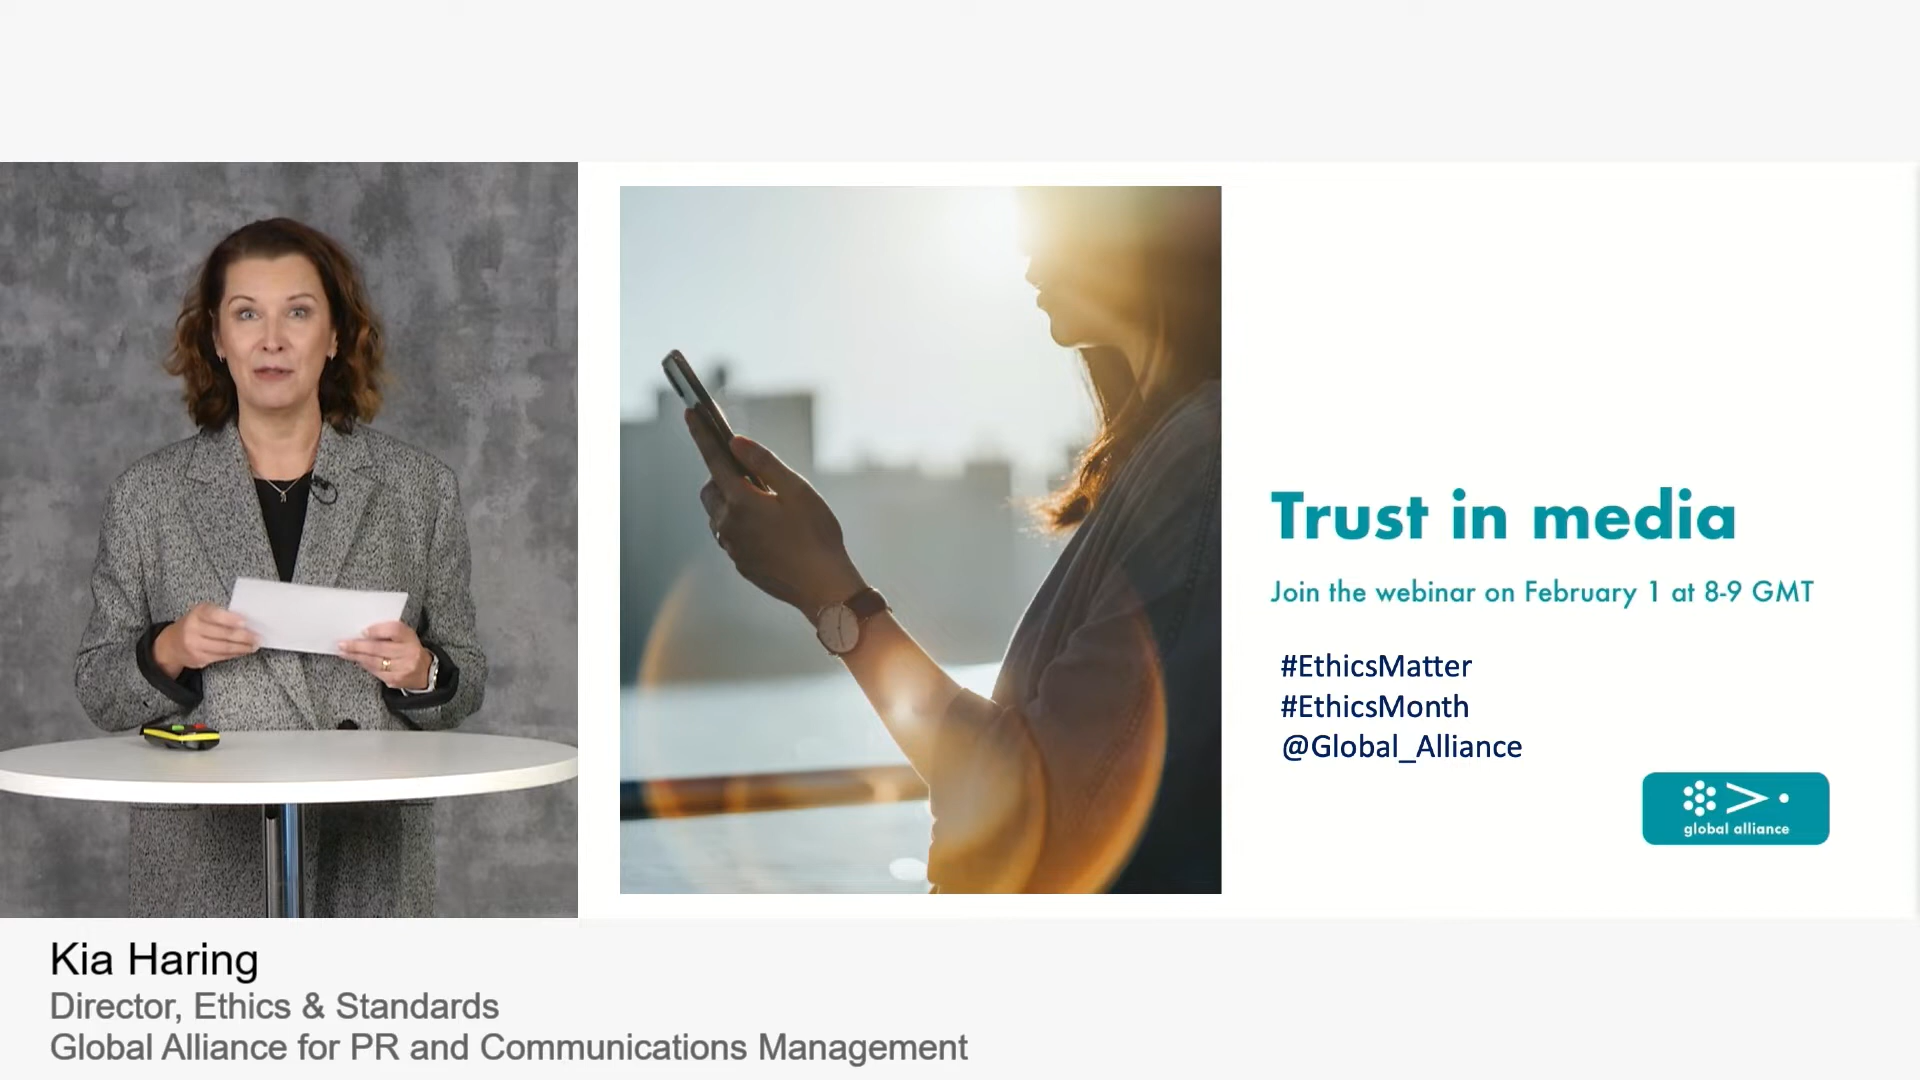 Trust in media
Join the webinar on February 1 at 8-9 GMT
#EthicsMatter
#EthicsMonth
@Global_Alliance
global alliance
Kia Haring
Director, Ethics & Standards
Global Alliance for PR and Communications Management